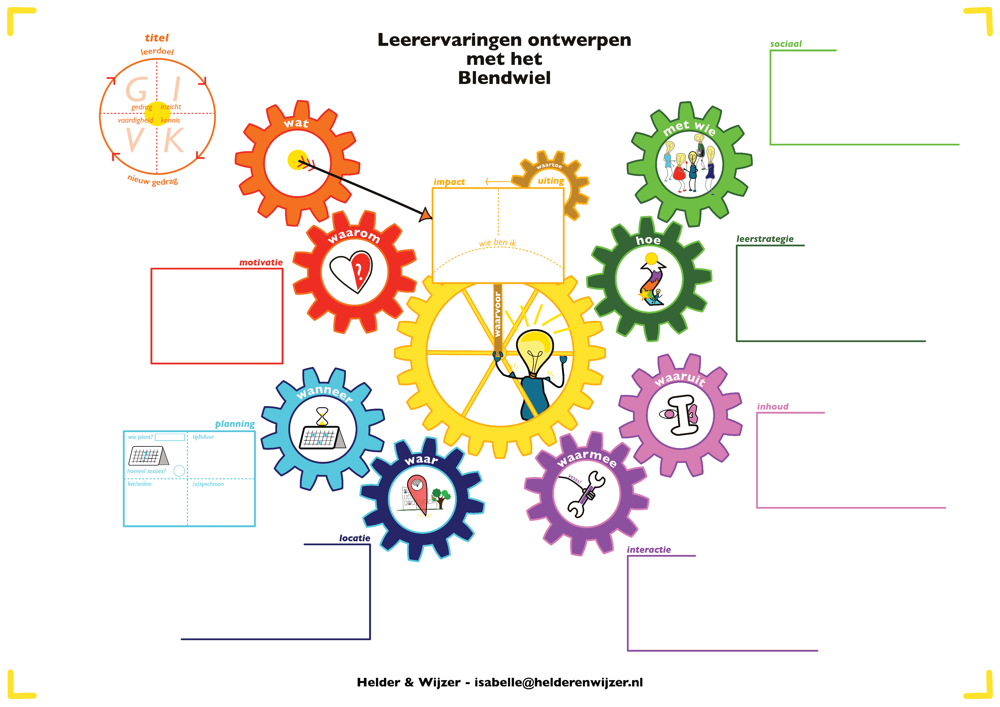 Leerervaringen ontwerpen
met het
Blendwiel
titel
leerdoel
G I
gedrag inzicht
vaardigheid kennis
V K
nieuw gedrag
wat
waarom
?
motivatie
waartoe
impact
uiting
wie ben ik
waarvoor
met wie
sociaal
hoe
leerstrategie
waaruit
I
inhoud
waarmee
yesss!
interactie
wanneer
planning
wie plant?
tijdsduur
?
hoeveel sessies?
live/online
(a)synchroon
waar
locatie
Helder & Wijzer - isabelle@helderenwijzer.nl